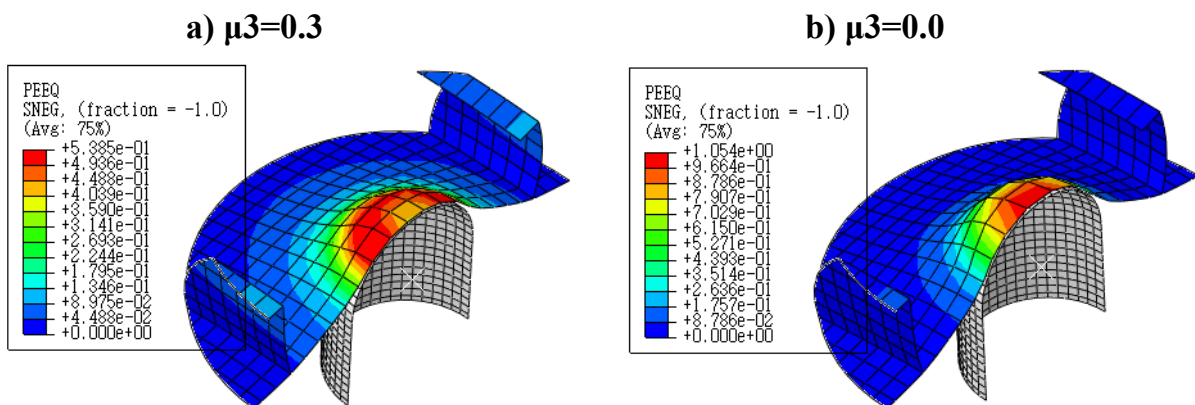 a) μ3=0.3
PEEQ
SNEG, (fraction = -1.0)
(Avg: 75%)
+5.385e-01
+4.936e-01
+4.488e-01
+4.039e-01
+3.590e-01
+3.141e-01
+2.693e-01
+2.244e-01
+1.795e-01
+1.346e-01
+8.975e-02
+4.488e-02
+0.000e+00
b) μ3=0.0
PEEQ
SNEG, (fraction = -1.0)
(Avg: 75%)
+1.054e+00
+9.664e-01
+8.786e-01
+7.907e-01
+7.029e-01
+6.150e-01
+5.271e-01
+4.393e-01
+3.514e-01
+2.636e-01
+1.757e-01
+8.786e-02
+0.000e+00